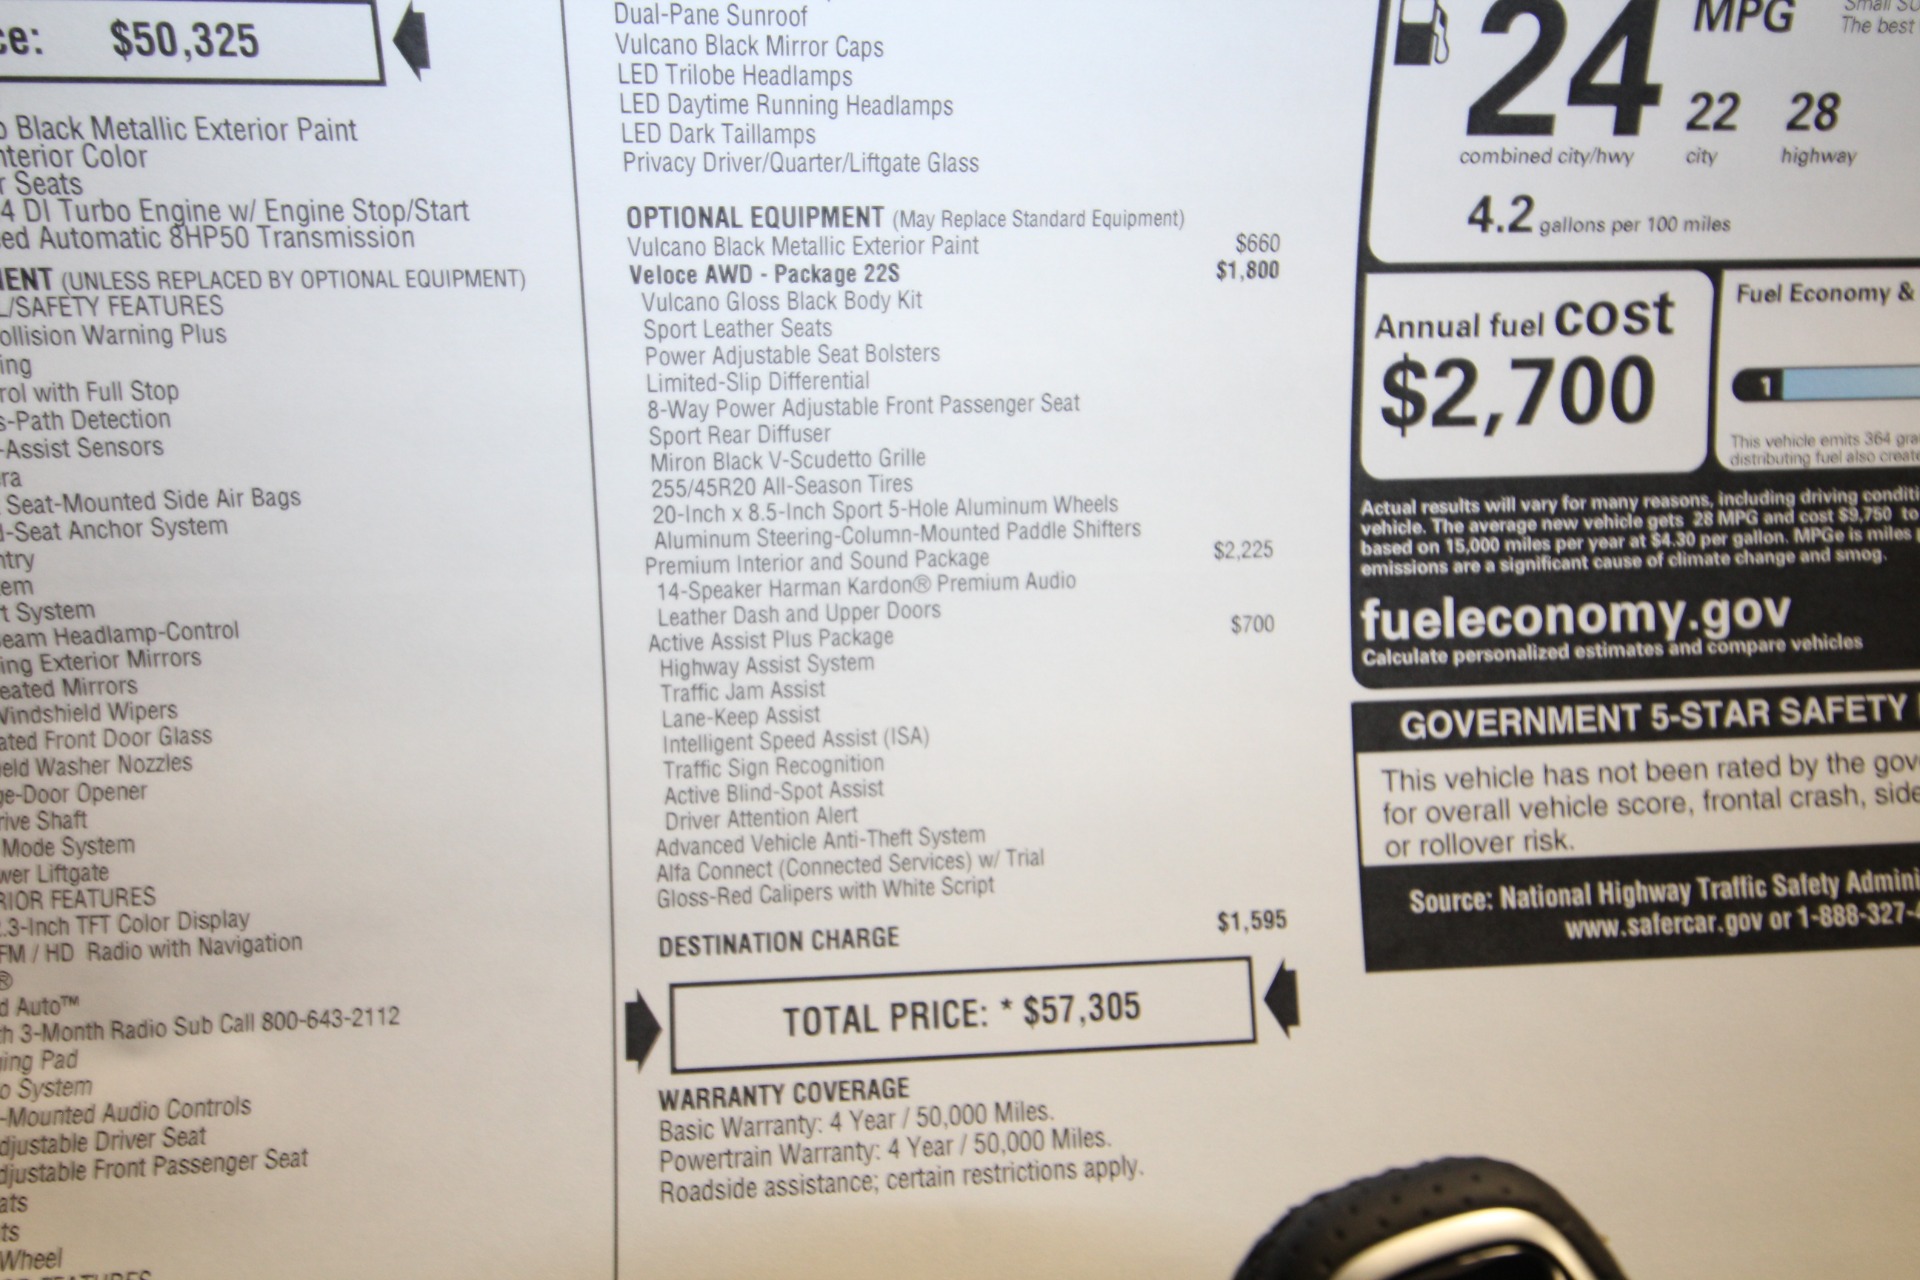 $50,325
Black Metallic Exterior Paint
Interior Color
Seats
4 DI Turbo Engine w/ Engine Stop/Start
ed Automatic 8HP50 Transmission
(UNLESS REPLACED BY OPTIONAL EQUIPMENT)
/SAFETY FEATURES
ollision Warning Plus
ing
rol with Full Stop
s-Path Detection
-Assist Sensors
ra
Seat-Mounted Side Air Bags
d-Seat Anchor System
ntry
em
t System
eam Headlamp-Control
ing Exterior Mirrors
eated Mirrors
Windshield Wipers
ated Front Door Glass
eld Washer Nozzles
ge-Door Opener
rive Shaft
Mode System
wer Liftgate
RIOR FEATURES
.3-Inch TFT Color Display
FM / HD Radio with Navigation
®
d Auto™
h 3-Month Radio Sub Call 800-643-2112
ing Pad
o System
-Mounted Audio Controls
djustable Driver Seat
djustable Front Passenger Seat
ats
ts
Wheel
Dual-Pane Sunroof
Vulcano Black Mirror Caps
LED Trilobe Headlamps
LED Daytime Running Headlamps
LED Dark Taillamps
Privacy Driver/Quarter/Liftgate Glass
OPTIONAL EQUIPMENT (May Replace Standard Equipment)
Vulcano Black Metallic Exterior Paint $660
Veloce AWD - Package 22S $1,800
Vulcano Gloss Black Body Kit
Sport Leather Seats
Power Adjustable Seat Bolsters
Limited-Slip Differential
8-Way Power Adjustable Front Passenger Seat
Sport Rear Diffuser
Miron Black V-Scudetto Grille
255/45R20 All-Season Tires
20-Inch x 8.5-Inch Sport 5-Hole Aluminum Wheels
Aluminum Steering-Column-Mounted Paddle Shifters
Premium Interior and Sound Package $2,225
14-Speaker Harman Kardon® Premium Audio
Leather Dash and Upper Doors
Active Assist Plus Package $700
Highway Assist System
Traffic Jam Assist
Lane-Keep Assist
Intelligent Speed Assist (ISA)
Traffic Sign Recognition
Active Blind-Spot Assist
Driver Attention Alert
Advanced Vehicle Anti-Theft System
Alfa Connect (Connected Services) w/ Trial
Gloss-Red Calipers with White Script
DESTINATION CHARGE $1,595
TOTAL PRICE: * $57,305
WARRANTY COVERAGE
Basic Warranty: 4 Year / 50,000 Miles.
Powertrain Warranty: 4 Year / 50,000 Miles.
Roadside assistance; certain restrictions apply.
24 MPG
The best
22 28
combined city/hwy city highway
4.2 gallons per 100 miles
Annual fuel cost
$2,700
Fuel Economy &
1
This vehicle emits 364 gra
distributing fuel also create
Actual results will vary for many reasons, including driving conditi
vehicle. The average new vehicle gets 28 MPG and cost $9,750 to
based on 15,000 miles per year at $4.30 per gallon. MPGe is miles
emissions are a significant cause of climate change and smog.
fueleconomy.gov
Calculate personalized estimates and compare vehicles
GOVERNMENT 5-STAR SAFETY
This vehicle has not been rated by the gov
for overall vehicle score, frontal crash, side
or rollover risk.
Source: National Highway Traffic Safety Admini
www.safercar.gov or 1-888-327-